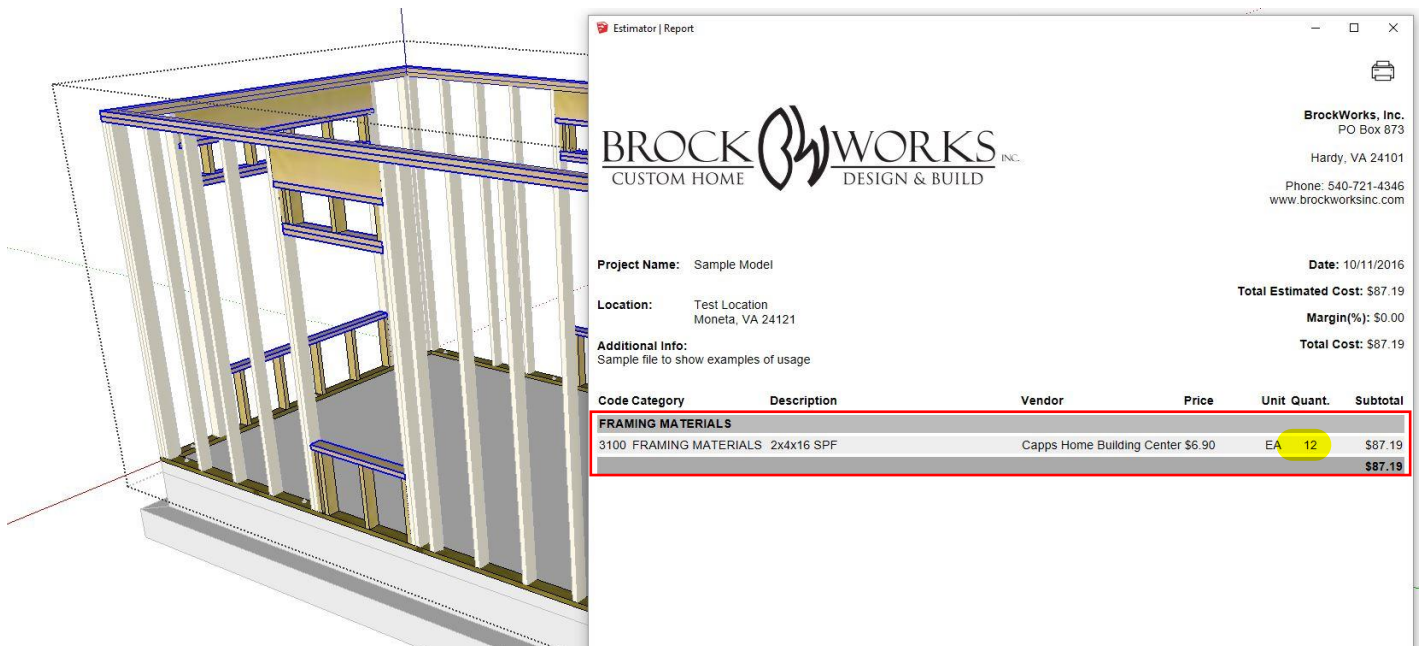 Estimator | Report
BROCK WORKS INC.
CUSTOM HOME DESIGN & BUILD
BrockWorks, Inc.
PO Box 873
Hardy, VA 24101
Phone: 540-721-4346
www.brockworksinc.com
Project Name: Sample Model
Date: 10/11/2016
Total Estimated Cost: $87.19
Location: Test Location
Moneta, VA 24121
Margin(%): $0.00
Additional Info:
Total Cost: $87.19
Sample file to show examples of usage
Code Category Description Vendor Price Unit Quant. Subtotal
FRAMING MATERIALS
3100 FRAMING MATERIALS 2x4x16 SPF Capps Home Building Center $6.90 EA 12 $87.19
$87.19